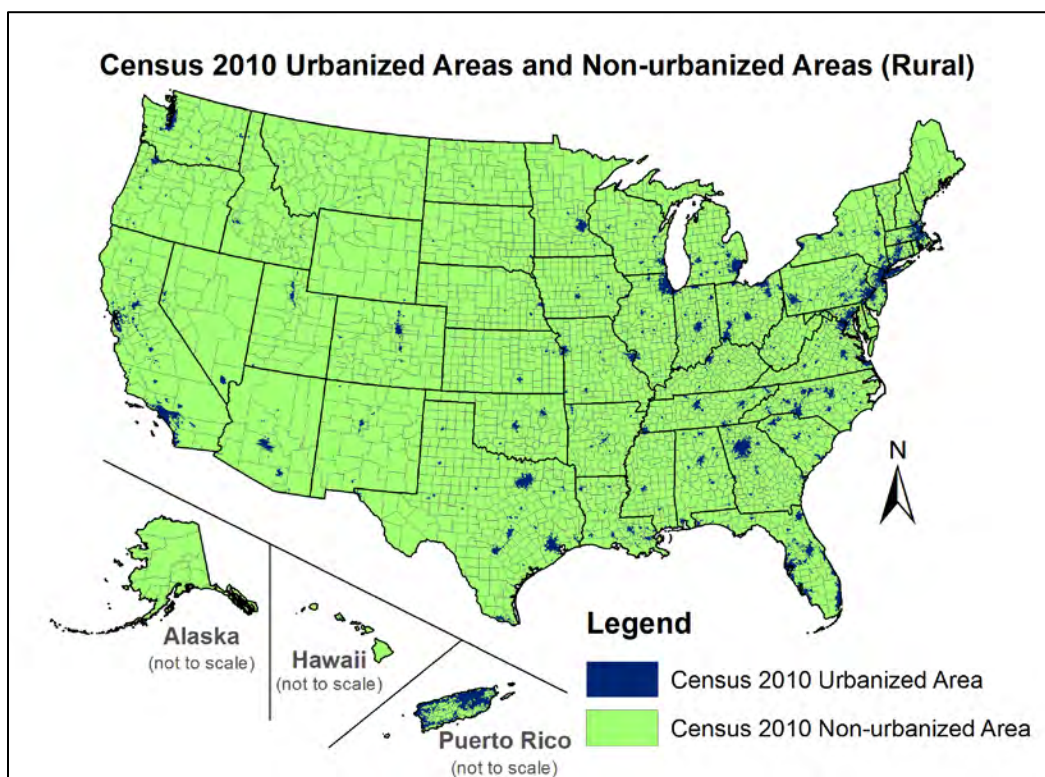 Census 2010 Urbanized Areas and Non-urbanized Areas (Rural)
N
Alaska
(not to scale)
Hawaii
(not to scale)
Puerto Rico
(not to scale)
Legend
Census 2010 Urbanized Area
Census 2010 Non-urbanized Area